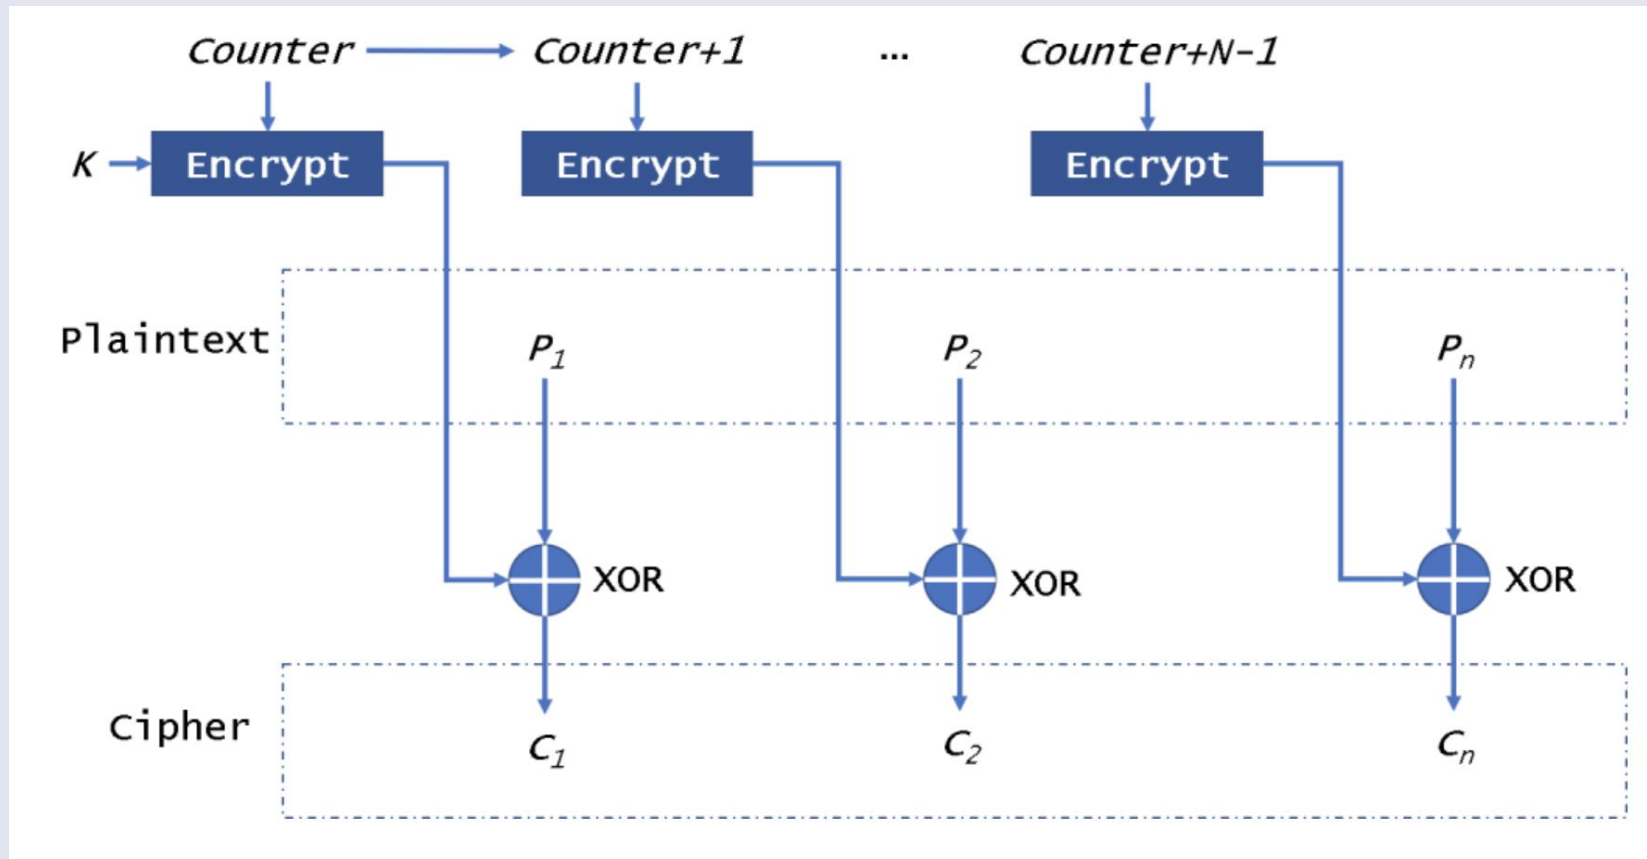 Counter Counter+1 ... Counter+N-1
K Encrypt Encrypt Encrypt
Plaintext P1 P2 Pn
XOR XOR XOR
Cipher C1 C2 Cn